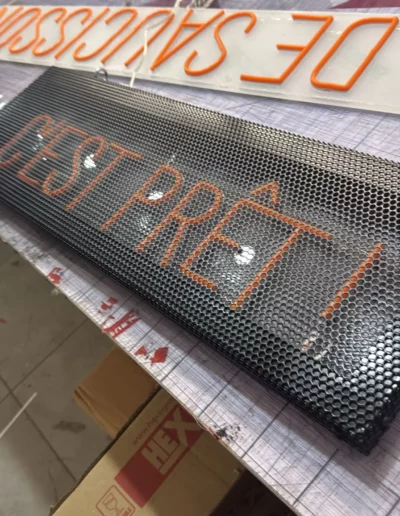 DE SAUCISSON
C'EST PRÊT !
HEX